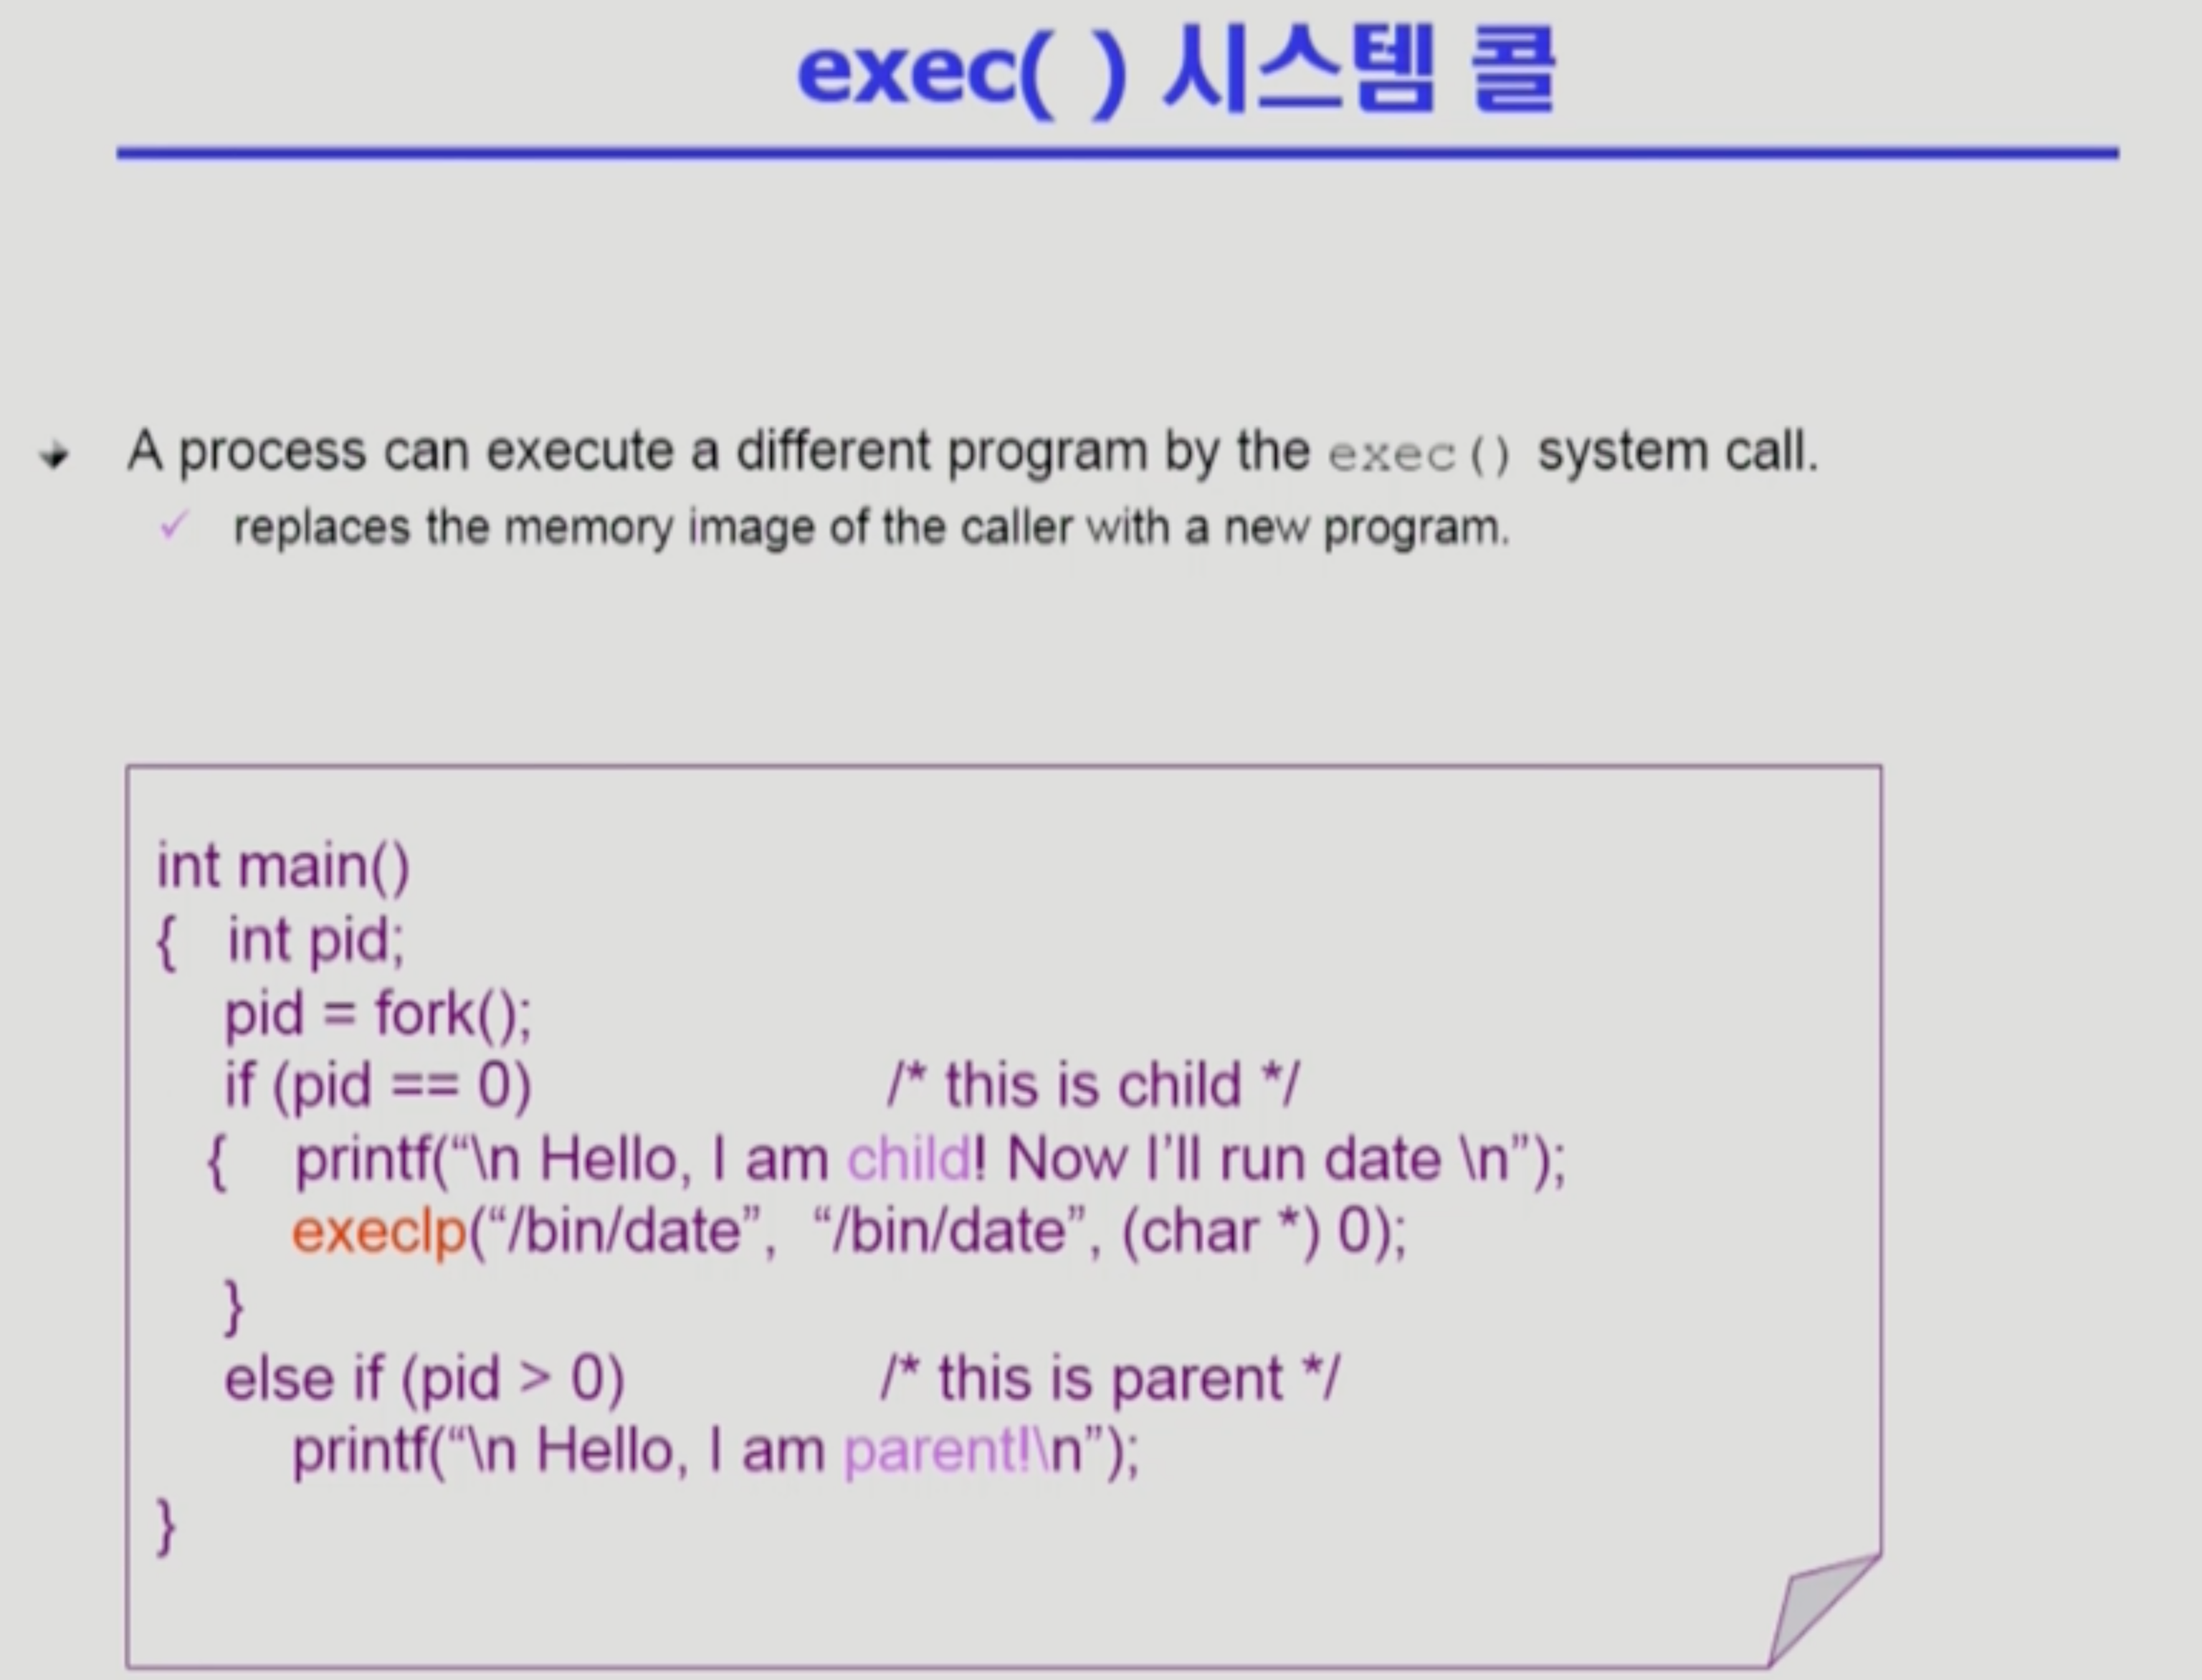 exec( ) 시스템 콜
A process can execute a different program by the exec() system call.
✓ replaces the memory image of the caller with a new program.
int main()
{ int pid;
pid = fork();
if (pid == 0) /* this is child */
{ printf(“\n Hello, I am child! Now I’ll run date \n”);
execlp(“/bin/date”, “/bin/date”, (char *) 0);
}
else if (pid > 0) /* this is parent */
printf(“\n Hello, I am parent!\n”);
}